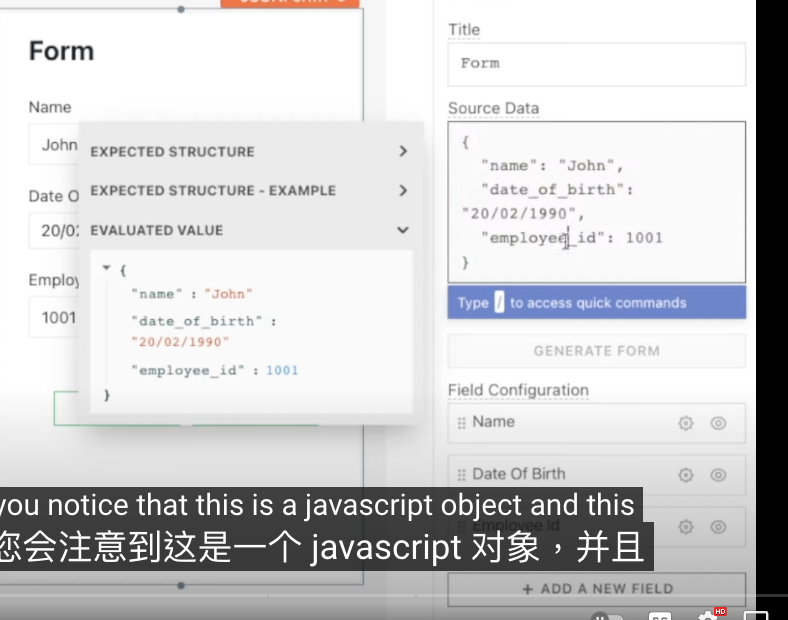 Form
Name
John
Date O
20/02
Employ
1001
EXPECTED STRUCTURE
EXPECTED STRUCTURE - EXAMPLE
EVALUATED VALUE
{
"name" : "John"
"date_of_birth" :
"20/02/1990"
"employee_id" : 1001
}
Title
Form
Source Data
{
"name": "John",
"date_of_birth":
"20/02/1990",
"employee_id": 1001
}
Type / to access quick commands
GENERATE FORM
Field Configuration
Name
Date Of Birth
Employee Id
+ ADD A NEW FIELD
you notice that this is a javascript object and this
您会注意到这是一个 javascript 对象，并且
HD